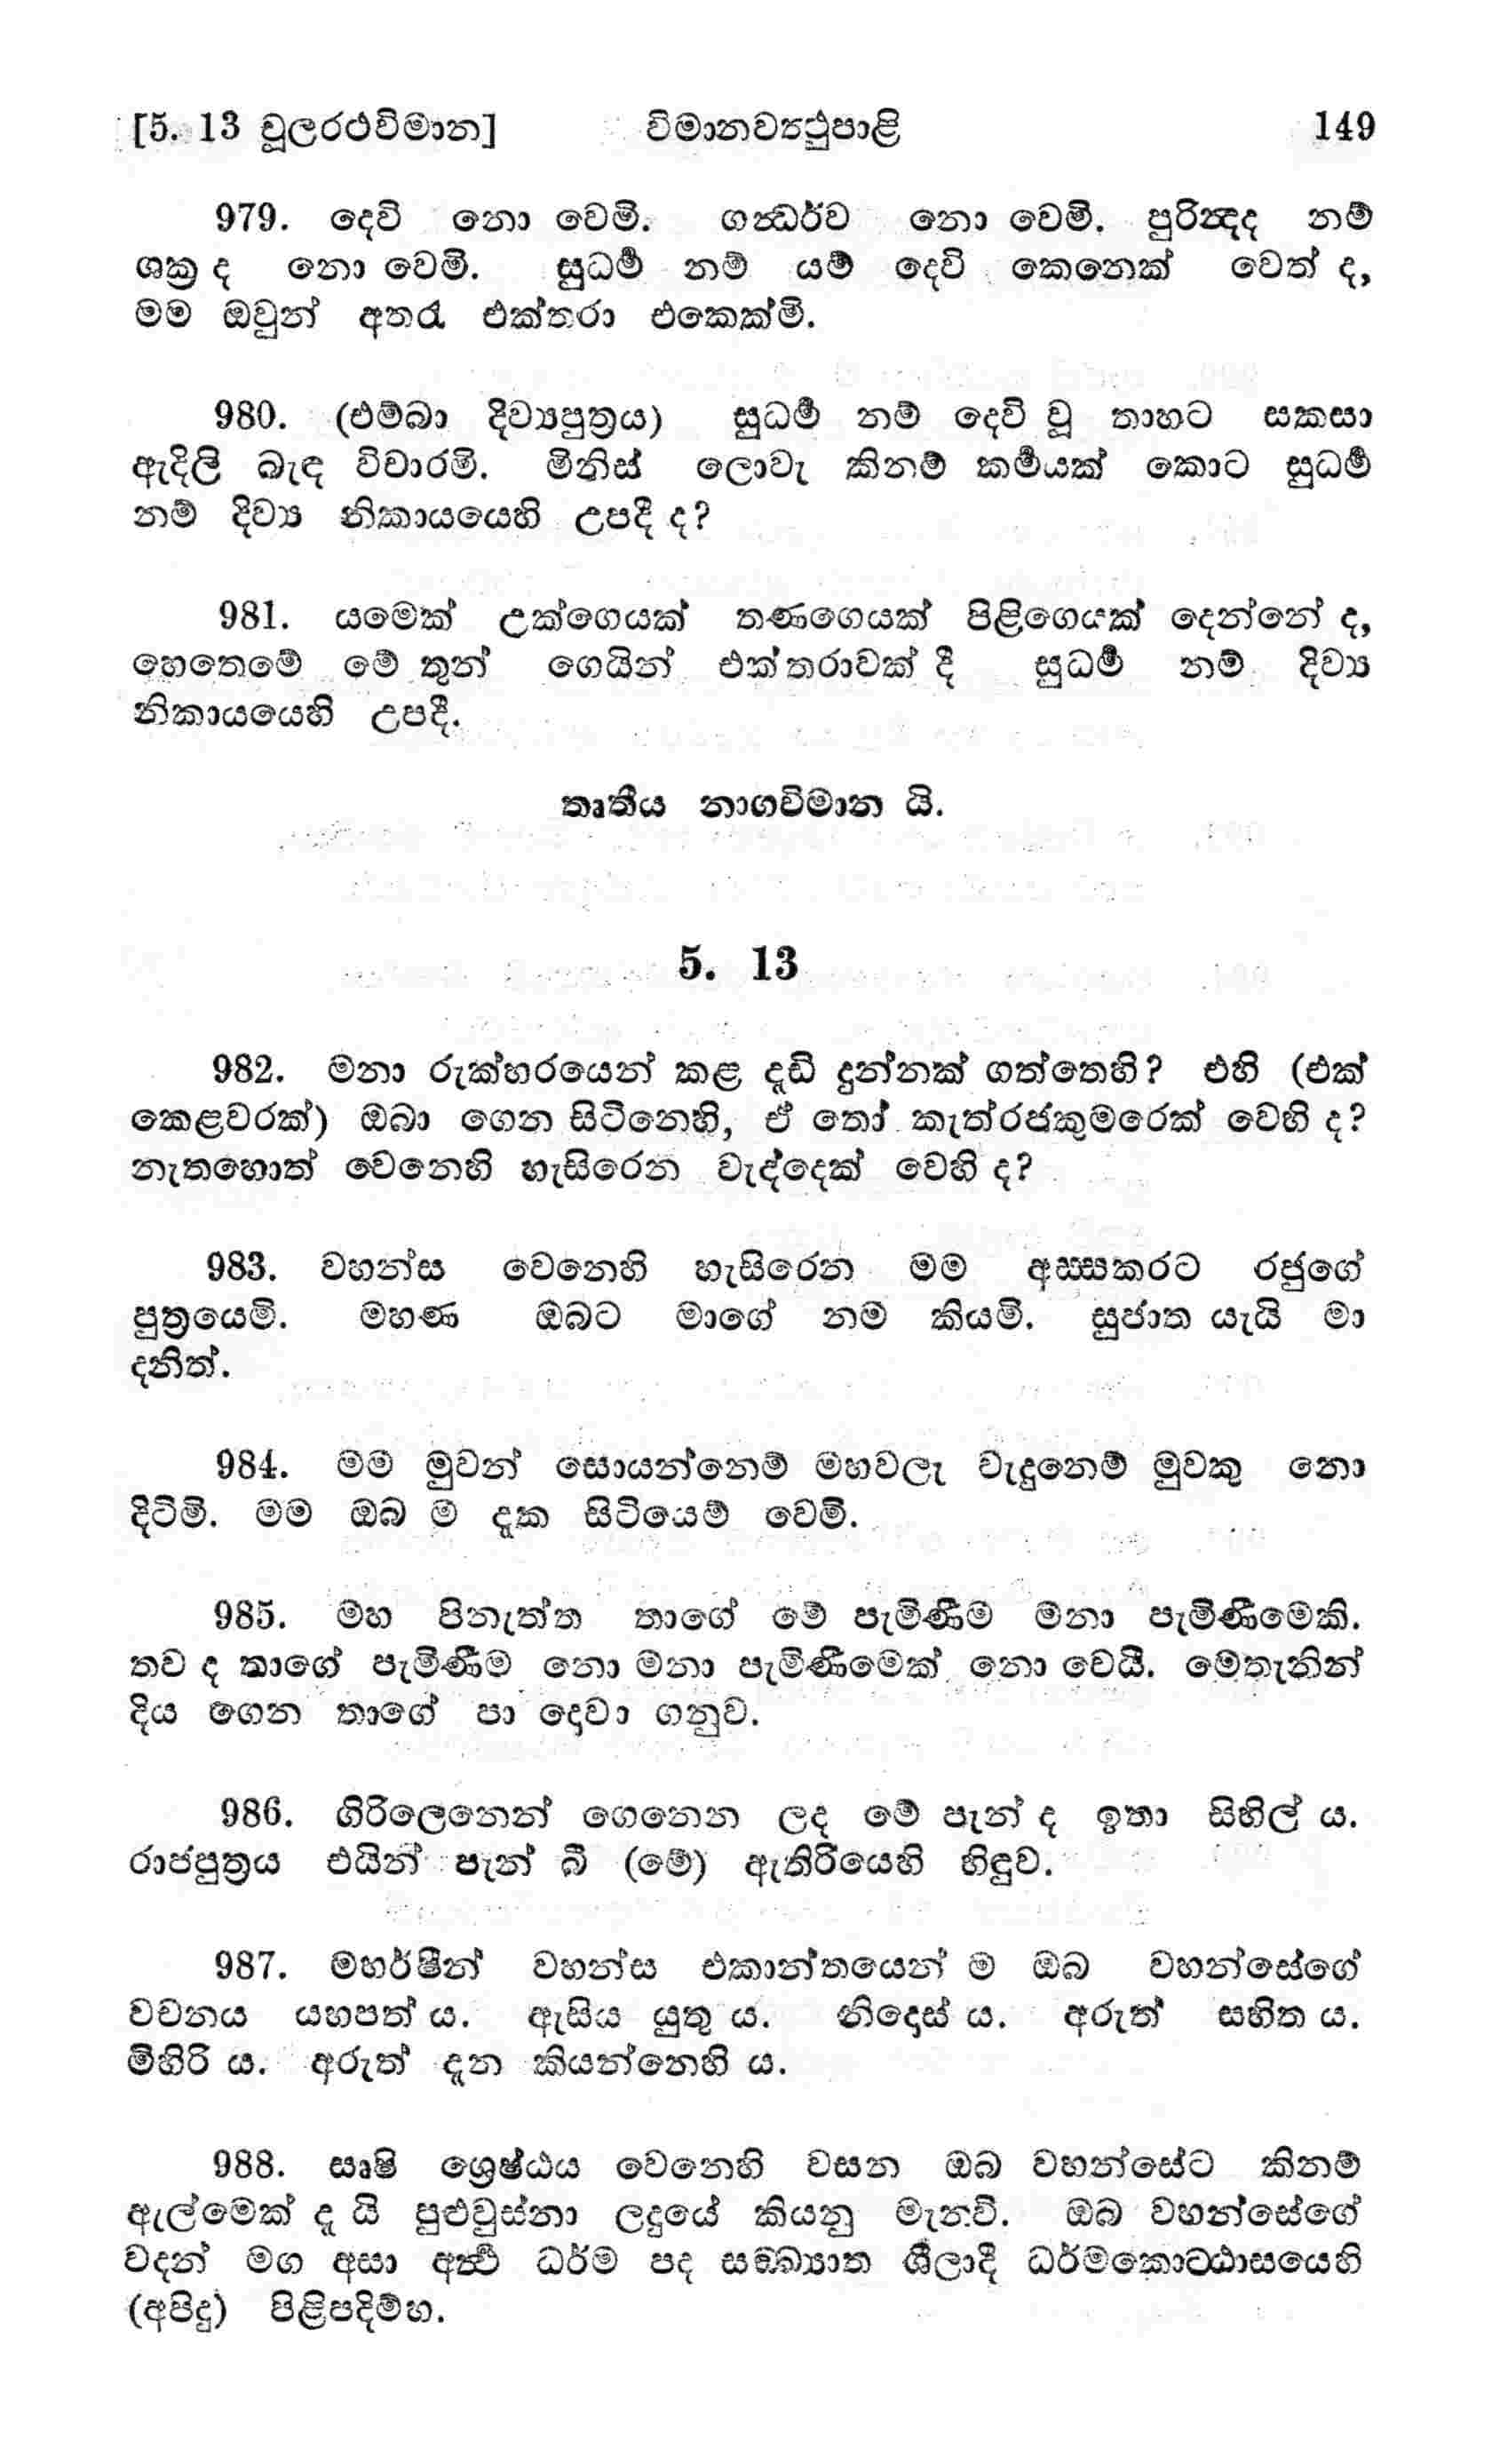 [5. 13 චූලරථවිමාන] විමානවත්‍ථුපාළි 149
979. දෙවි නො වෙමි. ගන්‍ධර්ව නො වෙමි. පුරින්‍දද නම්
ශක්‍ර ද නො වෙමි. සුධර්‍ම නම් යම් දෙවි කෙනෙක් වෙත් ද,
මම ඔවුන් අතරැ එක්තරා එකෙක්මි.
980. (එම්බා දිව්‍යපුත්‍රය) සුධර්‍ම නම් දෙවි වූ තාහට සකසා
ඇදිලි බැඳ විචාරමි. මිනිස් ලොවැ කිනම් කර්‍මයක් කොට සුධර්‍ම
නම් දිව්‍ය නිකායයෙහි උපදී ද?
981. යමෙක් උක්ගෙයක් තණගෙයක් පිළිගෙයක් දෙන්නේ ද,
හෙතෙමේ මේ තුන් ගෙයින් එක්තරාවක් දී සුධර්‍ම නම් දිව්‍ය
නිකායයෙහි උපදී.
තෘතීය නාගවිමාන යි.
5. 13
982. මනා රුක්හරයෙන් කළ දැඩි දුන්නක් ගත්තෙහි? එහි (එක්
කෙළවරක්) ඔබා ගෙන සිටිනෙහි, ඒ තෝ කැත්රජකුමරෙක් වෙහි ද?
නැතහොත් වෙනෙහි හැසිරෙන වැද්දෙක් වෙහි ද?
983. වහන්ස වෙනෙහි හැසිරෙන මම අස්සකරට රජුගේ
පුත්‍රයෙමි. මහණ ඔබට මාගේ නම කියමි. සුජාත යැයි මා
දනිත්.
984. මම මුවන් සොයන්නෙම් මහවලැ වැදුනෙම් මුවකු නො
දිටිමි. මම ඔබ ම දැක සිටියෙම් වෙමි.
985. මහ පිනැත්ත තාගේ මේ පැමිණීම මනා පැමිණීමෙකි.
තව ද තාගේ පැමිණීම නො මනා පැමිණීමෙක් නො වෙයි. මෙතැනින්
දිය ගෙන තාගේ පා දොවා ගනුව.
986. ගිරිලෙනෙන් ගෙනෙන ලද මේ පැන් ද ඉතා සිහිල් ය.
රාජපුත්‍රය එයින් පැන් බී (මේ) ඇතිරියෙහි හිඳුව.
987. මහර්ෂීන් වහන්ස එකාන්තයෙන් ම ඔබ වහන්සේගේ
වචනය යහපත් ය. ඇසිය යුතු ය. නිදොස් ය. අරුත් සහිත ය.
මිහිරි ය. අරුත් දැන කියන්නෙහි ය.
988. ඍෂි ශ්‍රෙෂ්ඨය වෙනෙහි වසන ඔබ වහන්සේට කිනම්
ඇල්මෙක් දැ යි පුළුවුස්නා ලදුයේ කියනු මැනවි. ඔබ වහන්සේගේ
වදන් මග අසා අර්‍ත්‍ථ ධර්ම පද සඞ්ඛ්‍යාත ශීලාදී ධර්මකොට්ඨාසයෙහි
(අපිදු) පිළිපදිම්හ.